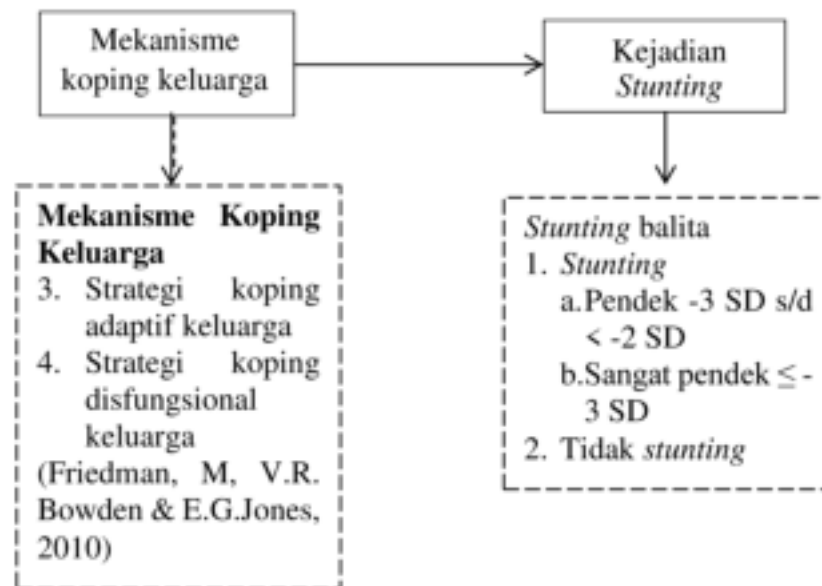 Mekanisme
koping keluarga
Kejadian
Stunting
Mekanisme Koping
Keluarga
3. Strategi koping
adaptif keluarga
4. Strategi koping
disfungsional
keluarga
(Friedman, M, V.R.
Bowden & E.G.Jones,
2010)
Stunting balita
1. Stunting
a.Pendek -3 SD s/d
< -2 SD
b.Sangat pendek ≤ -
3 SD
2. Tidak stunting